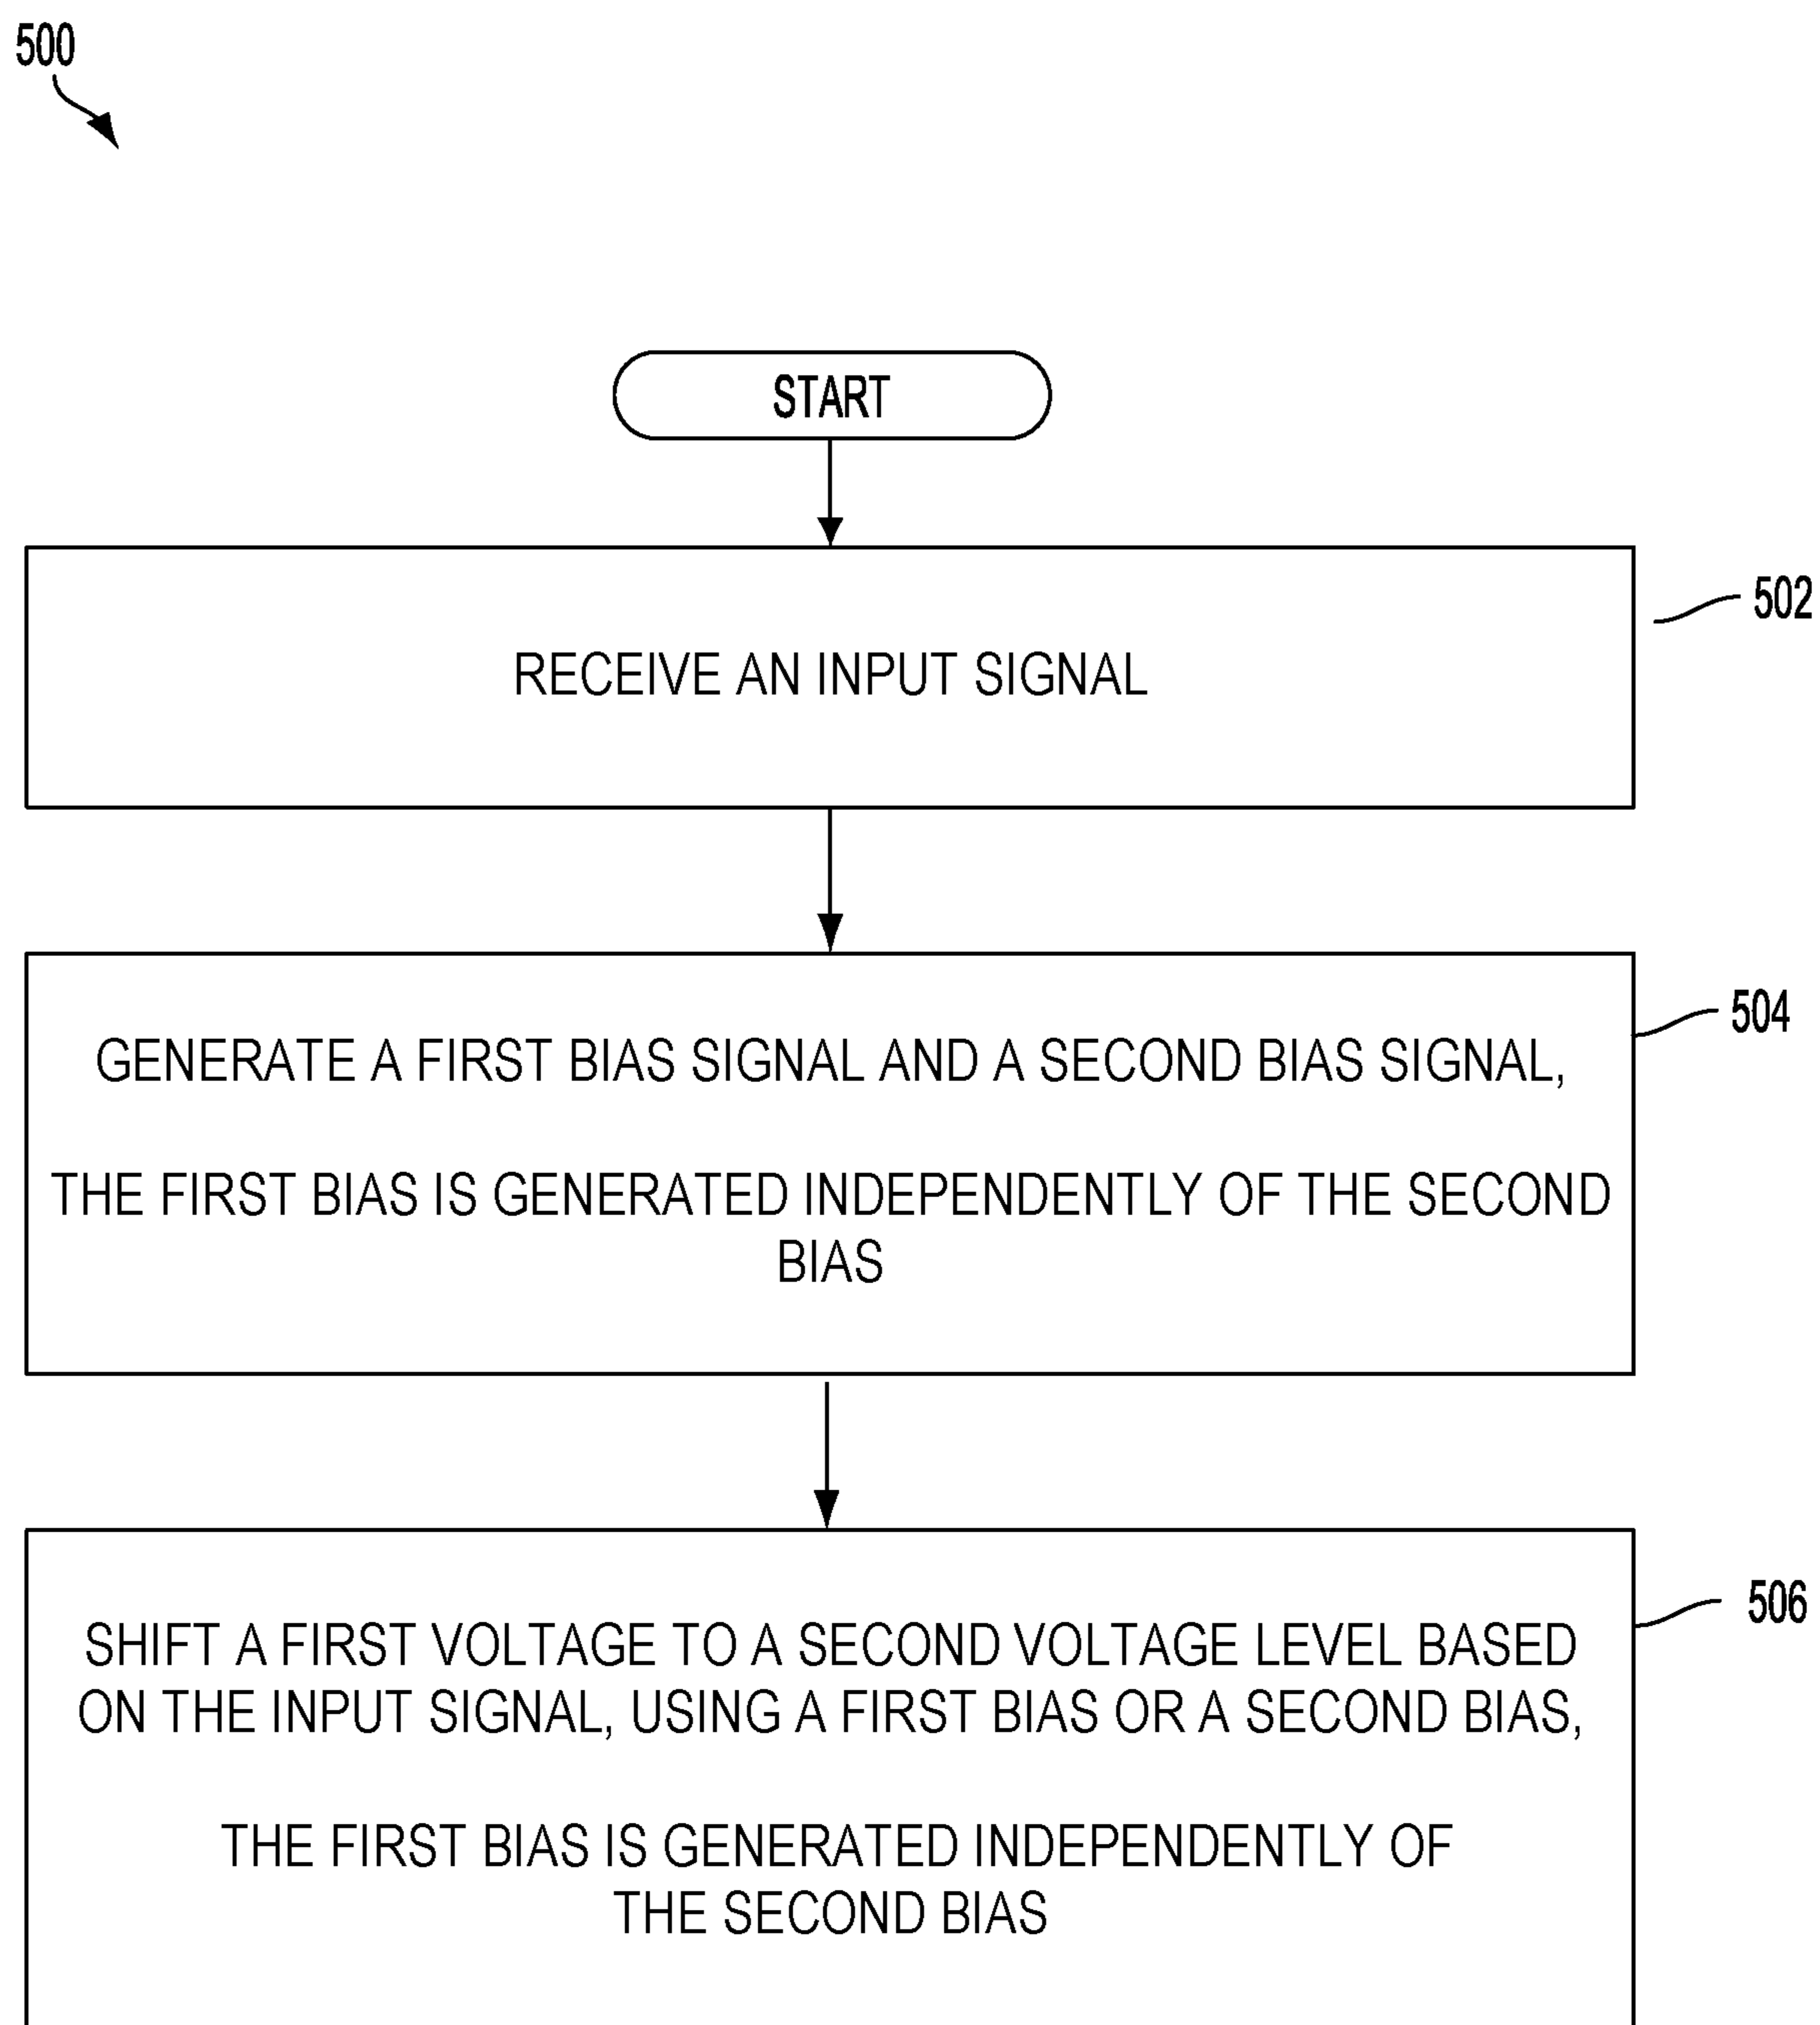 500
START
RECEIVE AN INPUT SIGNAL
502
GENERATE A FIRST BIAS SIGNAL AND A SECOND BIAS SIGNAL,
THE FIRST BIAS IS GENERATED INDEPENDENTLY OF THE SECOND
BIAS
504
SHIFT A FIRST VOLTAGE TO A SECOND VOLTAGE LEVEL BASED
ON THE INPUT SIGNAL, USING A FIRST BIAS OR A SECOND BIAS,
THE FIRST BIAS IS GENERATED INDEPENDENTLY OF
THE SECOND BIAS
506